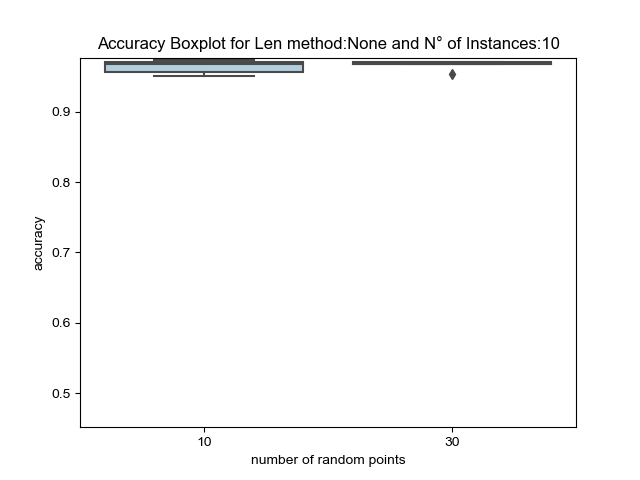 Accuracy Boxplot for Len method:None and N° of Instances:10
accuracy
0.9
0.8
0.7
0.6
0.5
10 30
number of random points